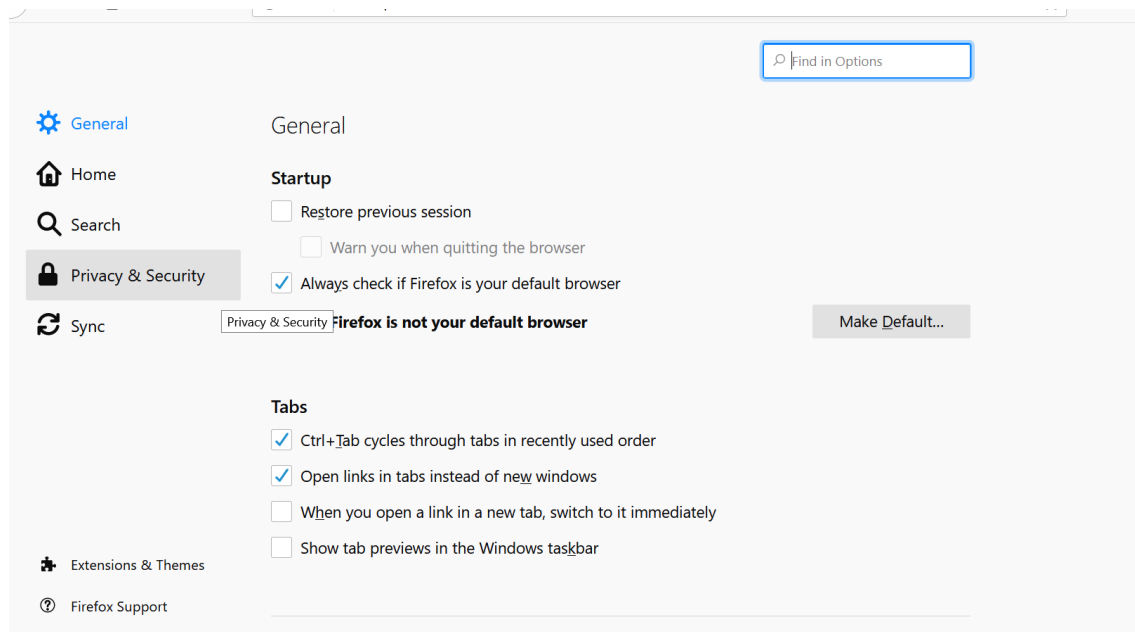 Find in Options
General
Home
Search
Privacy & Security
Sync
Privacy & Security
General
Startup
Restore previous session
Warn you when quitting the browser
Always check if Firefox is your default browser
Firefox is not your default browser
Make Default...
Tabs
Ctrl+Tab cycles through tabs in recently used order
Open links in tabs instead of new windows
When you open a link in a new tab, switch to it immediately
Show tab previews in the Windows taskbar
Extensions & Themes
Firefox Support